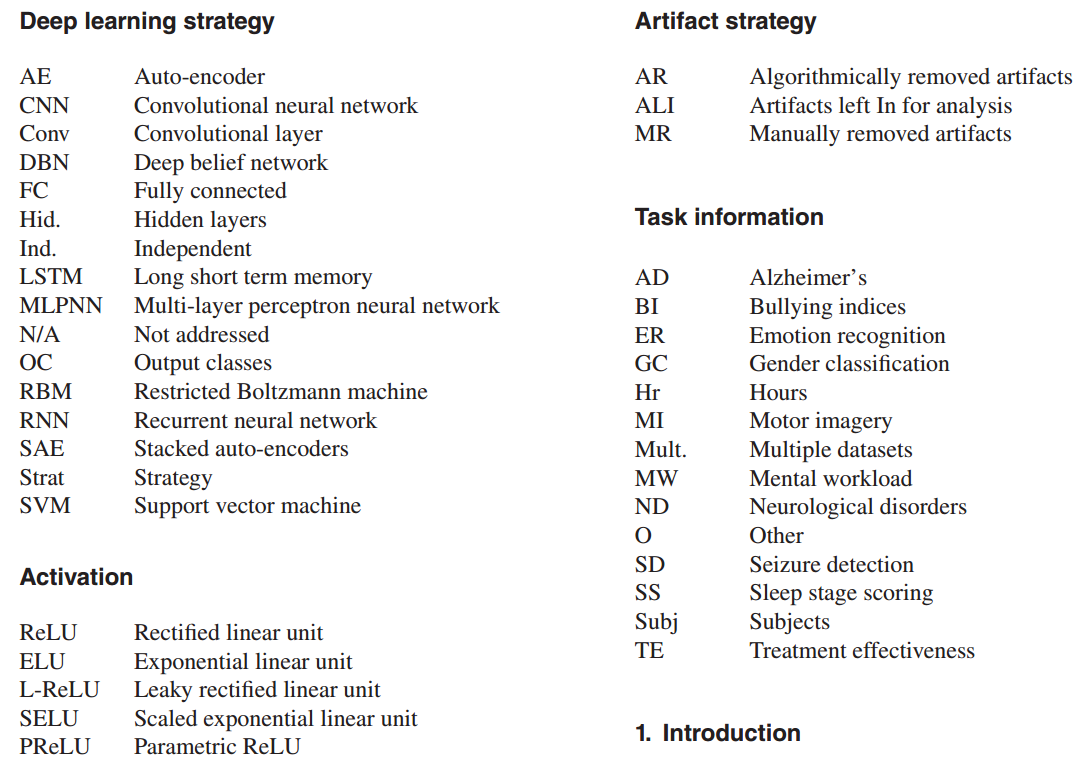 Deep learning strategy
AE Auto-encoder
CNN Convolutional neural network
Conv Convolutional layer
DBN Deep belief network
FC Fully connected
Hid. Hidden layers
Ind. Independent
LSTM Long short term memory
MLPNN Multi-layer perceptron neural network
N/A Not addressed
OC Output classes
RBM Restricted Boltzmann machine
RNN Recurrent neural network
SAE Stacked auto-encoders
Strat Strategy
SVM Support vector machine
Activation
ReLU Rectified linear unit
ELU Exponential linear unit
L-ReLU Leaky rectified linear unit
SELU Scaled exponential linear unit
PReLU Parametric ReLU
Artifact strategy
AR Algorithmically removed artifacts
ALI Artifacts left In for analysis
MR Manually removed artifacts
Task information
AD Alzheimer’s
BI Bullying indices
ER Emotion recognition
GC Gender classification
Hr Hours
MI Motor imagery
Mult. Multiple datasets
MW Mental workload
ND Neurological disorders
O Other
SD Seizure detection
SS Sleep stage scoring
Subj Subjects
TE Treatment effectiveness
1. Introduction